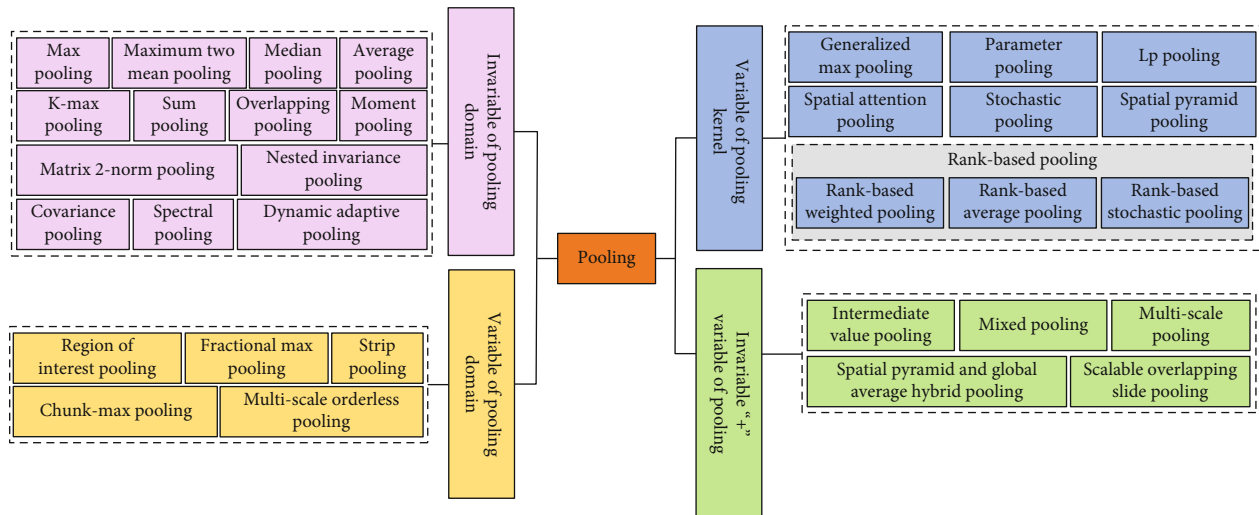 Max
pooling
Maximum two
mean pooling
Median
pooling
Average
pooling
K-max
pooling
Sum
pooling
Overlapping
pooling
Moment
pooling
Matrix 2-norm pooling
Nested invariance
pooling
Covariance
pooling
Spectral
pooling
Dynamic adaptive
pooling
Invariable of pooling
domain
Region of
interest pooling
Fractional max
pooling
Strip
pooling
Chunk-max pooling
Multi-scale orderless
pooling
Variable of pooling
domain
Pooling
Variable of pooling
kernel
Generalized
max pooling
Parameter
pooling
Lp pooling
Spatial attention
pooling
Stochastic
pooling
Spatial pyramid
pooling
Rank-based pooling
Rank-based
weighted pooling
Rank-based
average pooling
Rank-based
stochastic pooling
Invariable “+”
variable of pooling
Intermediate
value pooling
Mixed pooling
Multi-scale
pooling
Spatial pyramid and global
average hybrid pooling
Scalable overlapping
slide pooling